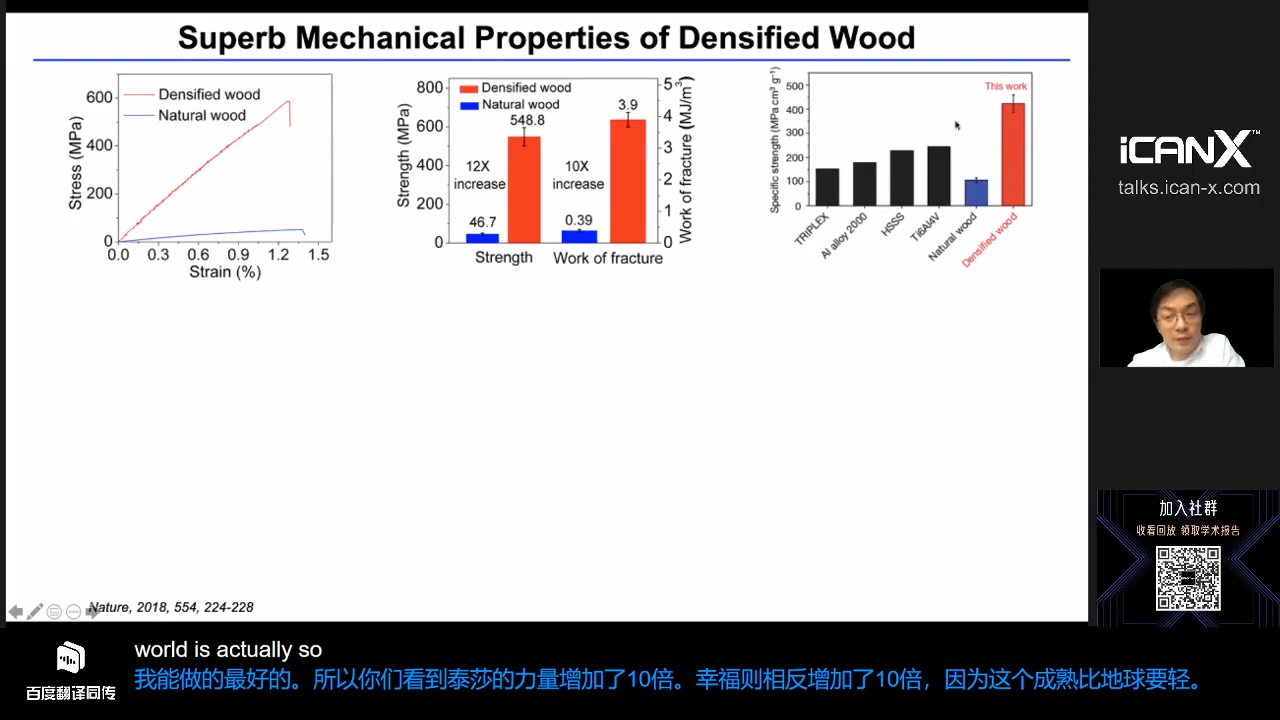 Superb Mechanical Properties of Densified Wood
Stress (MPa)
600
400
200
0
Densified wood
Natural wood
0.0 0.3 0.6 0.9 1.2 1.5
Strain (%)
Strength (MPa)
800
600
400
200
0
Densified wood
Natural wood
548.8
3.9
12X
increase
10X
increase
46.7
0.39
Strength
Work of fracture
5
4
3
2
1
0
Work of fracture (MJ/m³)
Specific strength (MPa cm³ g⁻¹)
500
400
300
200
100
0
This work
TRIPLEX
Al alloy 2000
HSSS
Ti6Al4V
Natural wood
Densified wood
Nature, 2018, 554, 224-228
iCANX™
talks.ican-x.com
加入社群
收看回放 领取学术报告
百度翻译同传
world is actually so
我能做的最好的。所以你们看到泰莎的力量增加了10倍。幸福则相反增加了10倍，因为这个成熟比地球要轻。